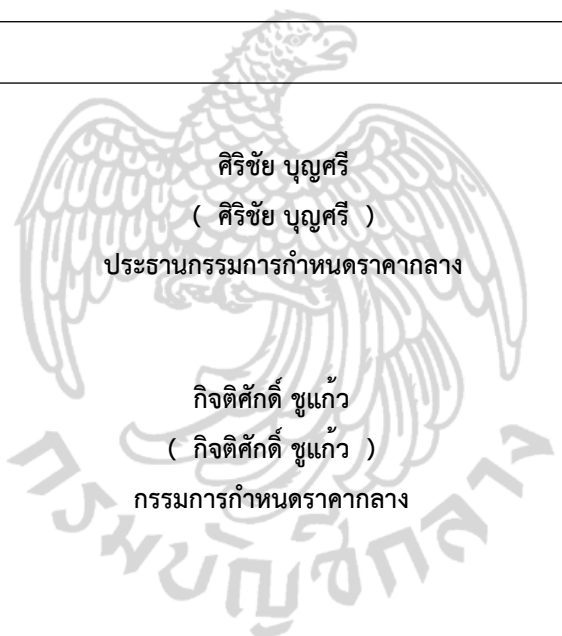 ศิริชัย บุญศรี
( ศิริชัย บุญศรี )
ประธานกรรมการกำหนดราคากลาง
กิจติศักดิ์ ชูแก้ว
( กิจติศักดิ์ ชูแก้ว )
กรรมการกำหนดราคากลาง
กรมบัญชีกลาง